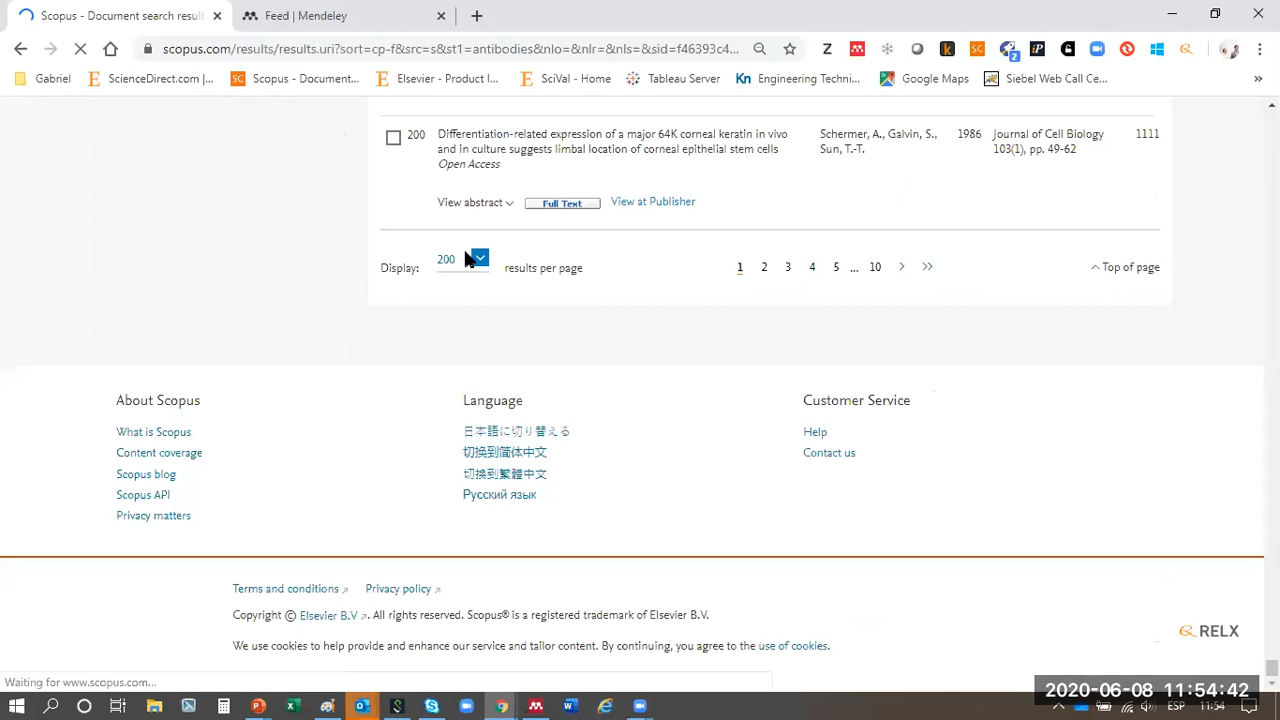 Scopus - Document search result
Feed | Mendeley
scopus.com/results/results.uri?sort=cp-f&src=s&st1=antibodies&nlo=&nlr=&nls=&sid=f46393c4...
Gabriel
ScienceDirect.com |...
Scopus - Document...
Elsevier - Product I...
SciVal - Home
Tableau Server
Kn Engineering Techni...
Google Maps
Siebel Web Call Ce...
200 Differentiation-related expression of a major 64K corneal keratin in vivo
and in culture suggests limbal location of corneal epithelial stem cells
Open Access
Schermer, A., Galvin, S.,
Sun, T.-T.
1986
Journal of Cell Biology
103(1), pp. 49-62
1111
View abstract
Full Text
View at Publisher
Display: 200 results per page
1 2 3 4 5 ... 10 > >>
Top of page
About Scopus
What is Scopus
Content coverage
Scopus blog
Scopus API
Privacy matters
Language
日本語に切り替える
切换到简体中文
切換到繁體中文
Русский язык
Customer Service
Help
Contact us
Terms and conditions
Privacy policy
Copyright © Elsevier B.V. All rights reserved. Scopus® is a registered trademark of Elsevier B.V.
We use cookies to help provide and enhance our service and tailor content. By continuing, you agree to the use of cookies.
RELX
Waiting for www.scopus.com...
2020-06-08 11:54:42
ESP
11:54